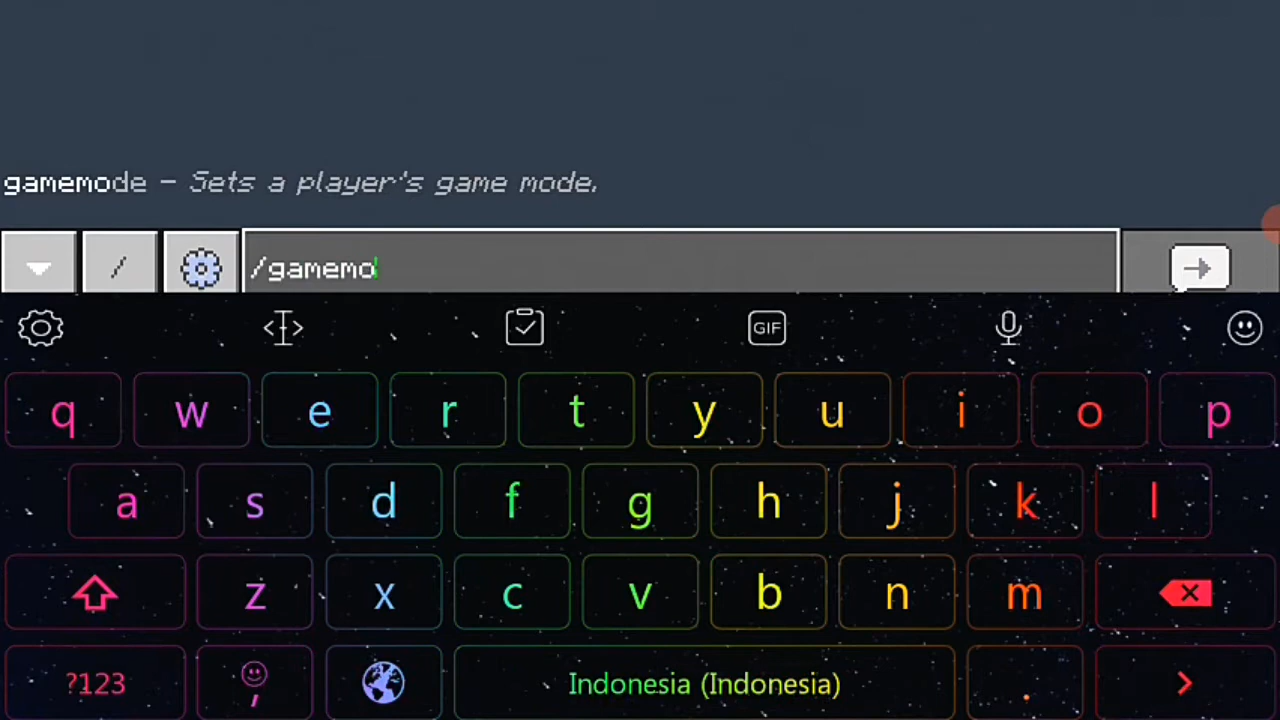 gamemode - Sets a player's game mode.
/ /gamemo
GIF
q w e r t y u i o p
a s d f g h j k l
z x c v b n m
?123 , Indonesia (Indonesia) .